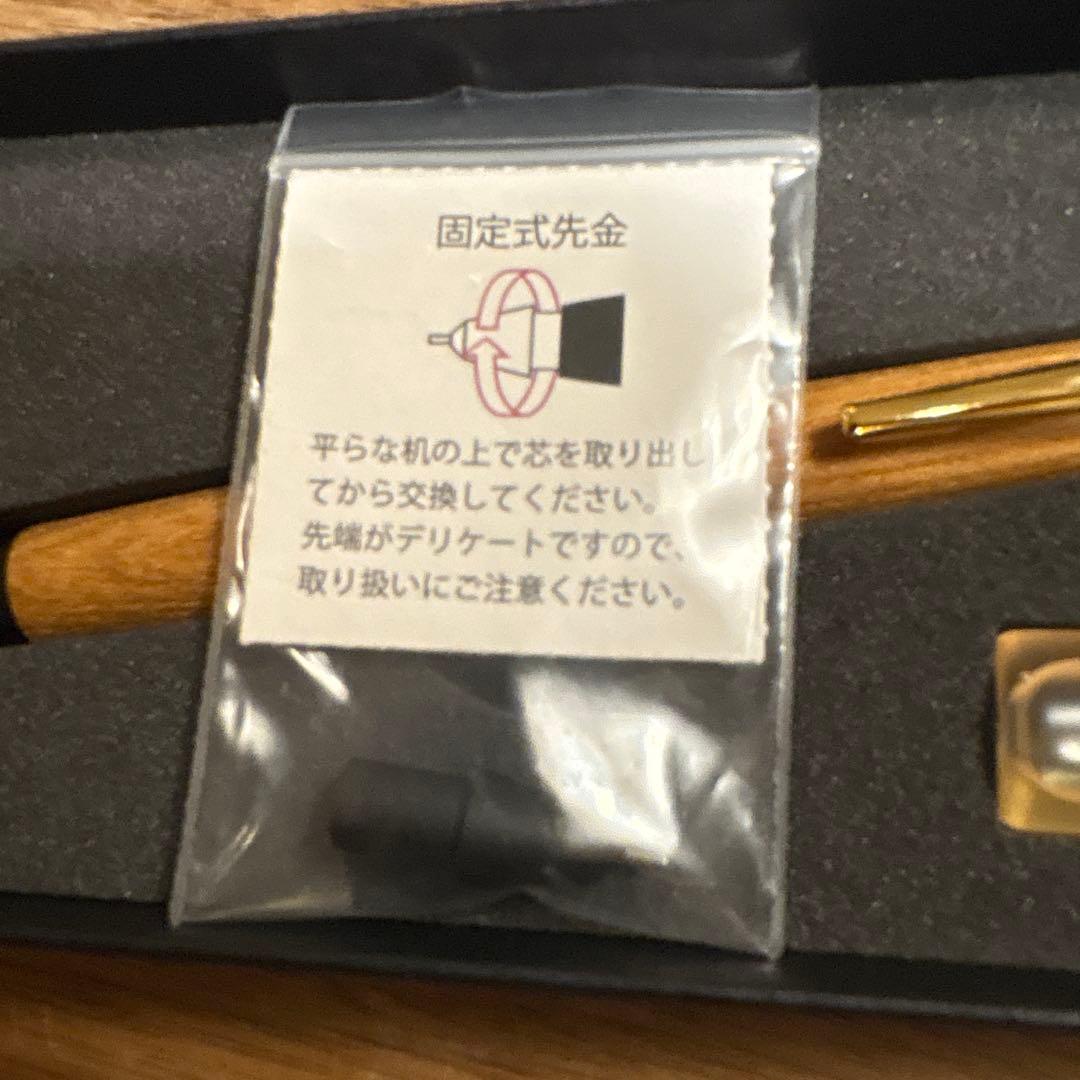 固定式先金
平らな机の上で芯を取り出し
てから交換してください。
先端がデリケートですので、
取り扱いにご注意ください。